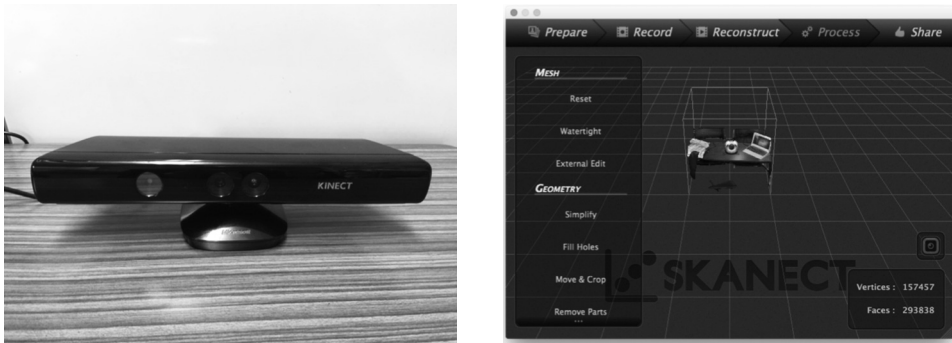 KINECT
Prepare
Record
Reconstruct
Process
Share
MESH
Reset
Watertight
External Edit
GEOMETRY
Simplify
Fill Holes
Move & Crop
Remove Parts
...
SKANECT
Vertices : 157457
Faces : 293838